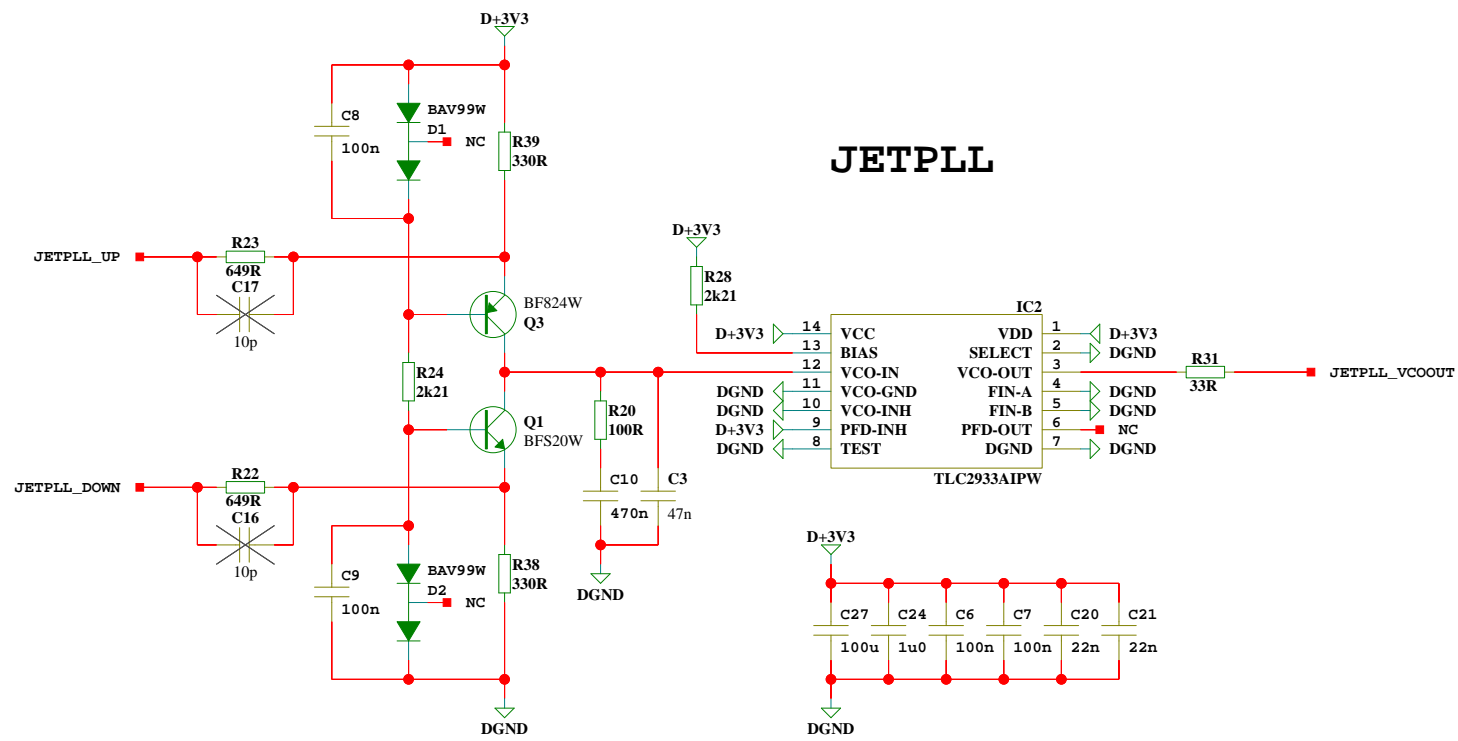 D+3V3
C8
100n
BAV99W
D1
NC
R39
330R
JETPLL
JETPLL_UP
R23
649R
C17
10p
BF824W
Q3
D+3V3
R28
2k21
IC2
D+3V3 14 VCC VDD 1 D+3V3
13 BIAS SELECT 2 DGND
12 VCO-IN VCO-OUT 3
DGND 11 VCO-GND FIN-A 4 DGND
DGND 10 VCO-INH FIN-B 5 DGND
D+3V3 9 PFD-INH PFD-OUT 6 NC
DGND 8 TEST DGND 7 DGND
TLC2933AIPW
R31
33R
JETPLL_VCOOUT
R24
2k21
Q1
BFS20W
R20
100R
JETPLL_DOWN
R22
649R
C16
10p
C10
470n
C3
47n
DGND
C9
100n
BAV99W
D2
NC
R38
330R
DGND
D+3V3
C27 C24 C6 C7 C20 C21
100u 1u0 100n 100n 22n 22n
DGND